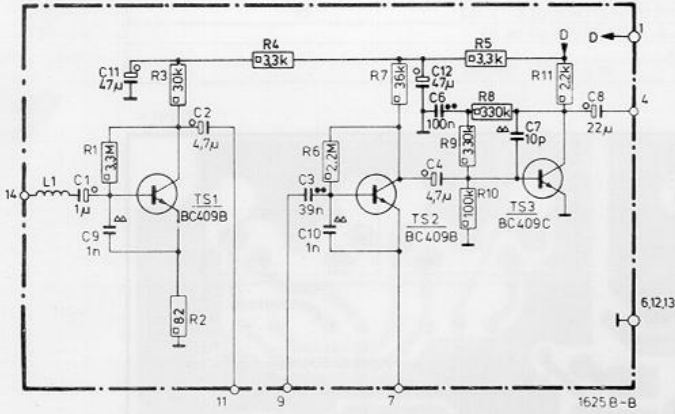 R4
3,3k
R5
3,3k
D
D
1
C11
47µ
R3
30k
R7
36k
C12
47µ
R11
2,2k
C6
100n
R8
330k
C8
22µ
4
C2
4,7µ
C7
10p
R1
3,3M
R6
2,2M
R9
330k
C4
4,7µ
14
L1
C1
1µ
C3
39n
R10
100k
TS1
BC409B
TS2
BC409B
TS3
BC409C
C9
1n
C10
1n
8,2
R2
6,12,13
11
9
7
1625 B-B